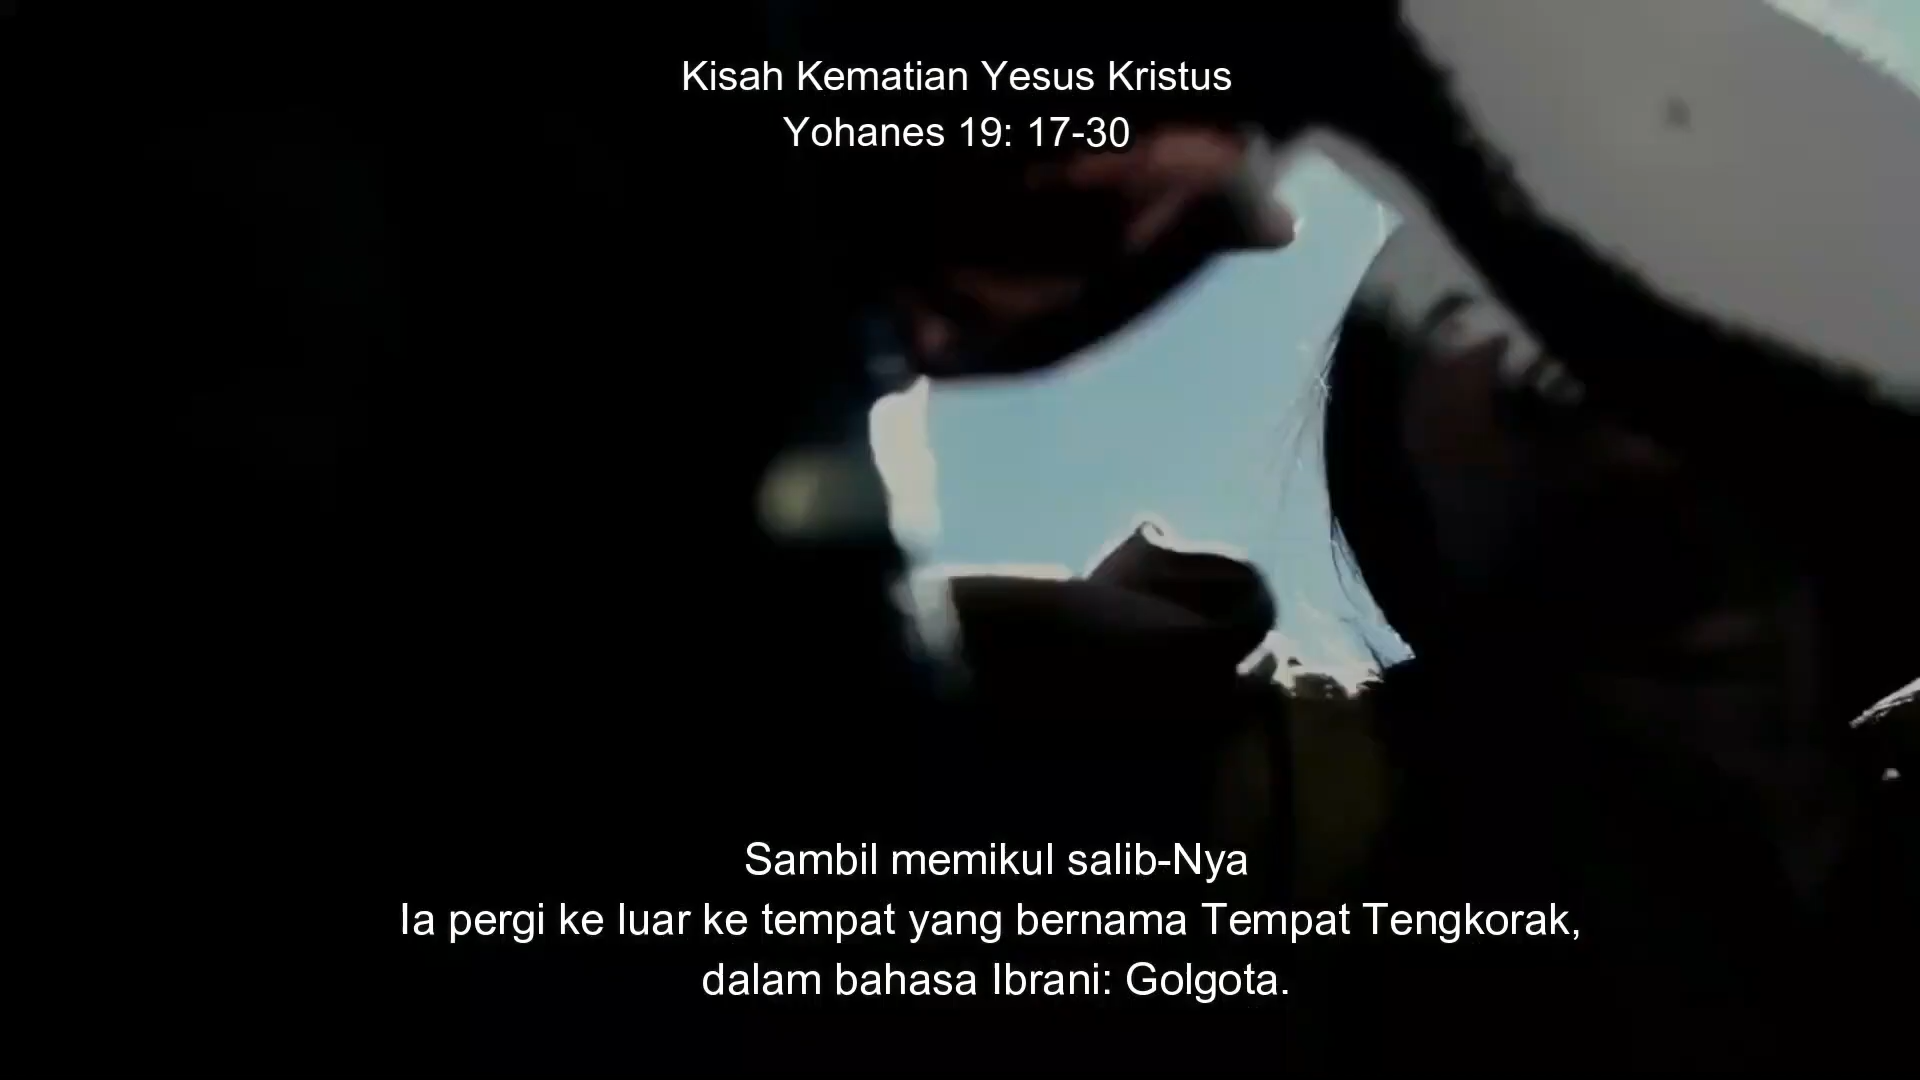 Kisah Kematian Yesus Kristus
Yohanes 19: 17-30
Sambil memikul salib-Nya
Ia pergi ke luar ke tempat yang bernama Tempat Tengkorak,
dalam bahasa Ibrani: Golgota.